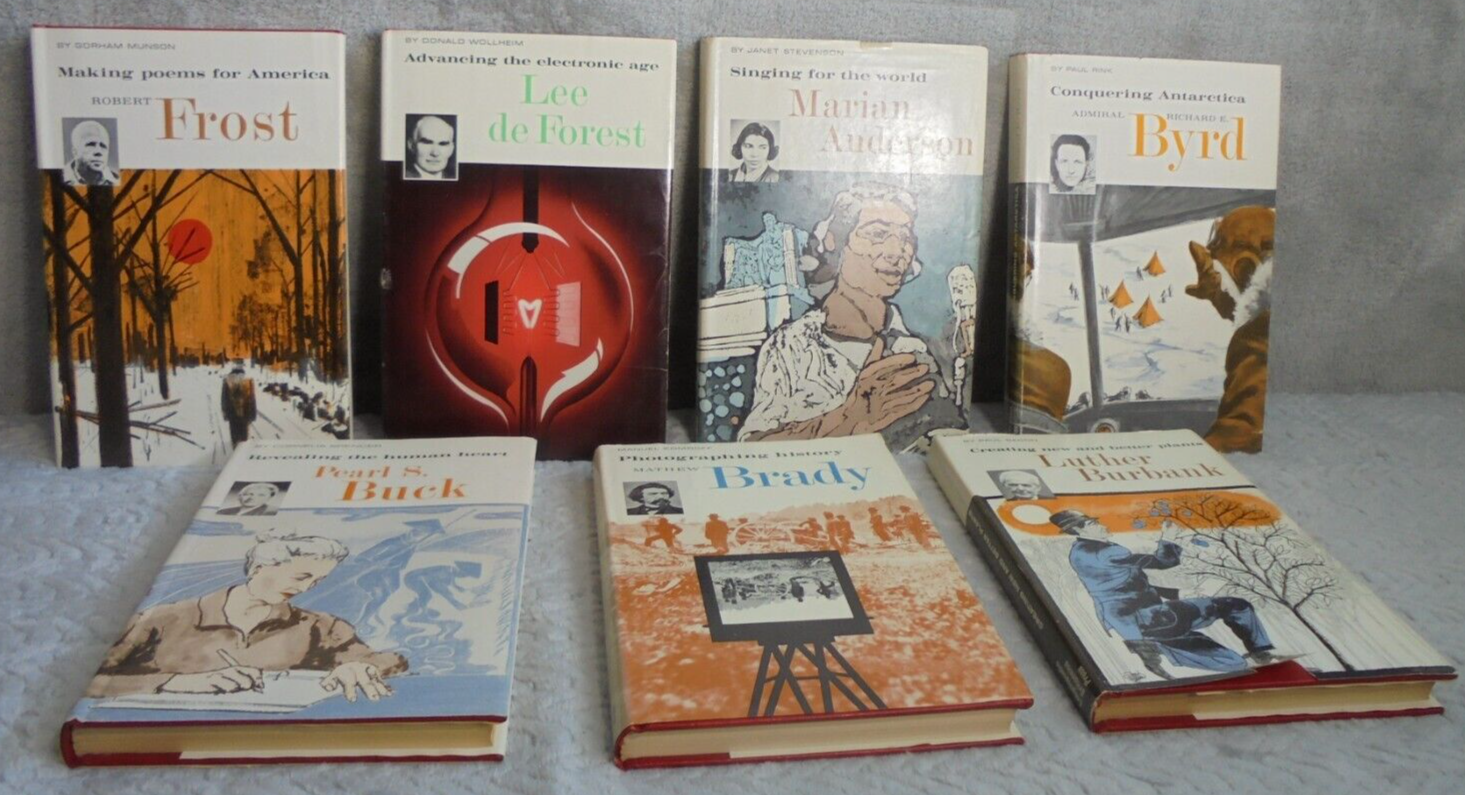 BY GORHAM MUNSON
Making poems for America
ROBERT Frost
BY DONALD WOLLHEIM
Advancing the electronic age
Lee
de Forest
BY JANET STEVENSON
Singing for the world
Marian
Anderson
BY PAUL RINK
Conquering Antarctica
ADMIRAL RICHARD E.
Byrd
Revealing the human heart
Pearl S.
Buck
Photographing history
MATHEW Brady
Creating new and better plants
Luther
Burbank